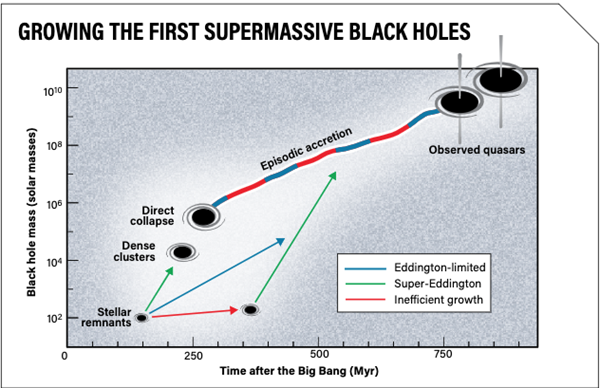 GROWING THE FIRST SUPERMASSIVE BLACK HOLES
Black hole mass (solar masses)
10¹⁰
10⁸
10⁶
10⁴
10²
Episodic accretion
Observed quasars
Direct
collapse
Dense
clusters
Stellar
remnants
Eddington-limited
Super-Eddington
Inefficient growth
0
250
500
750
Time after the Big Bang (Myr)